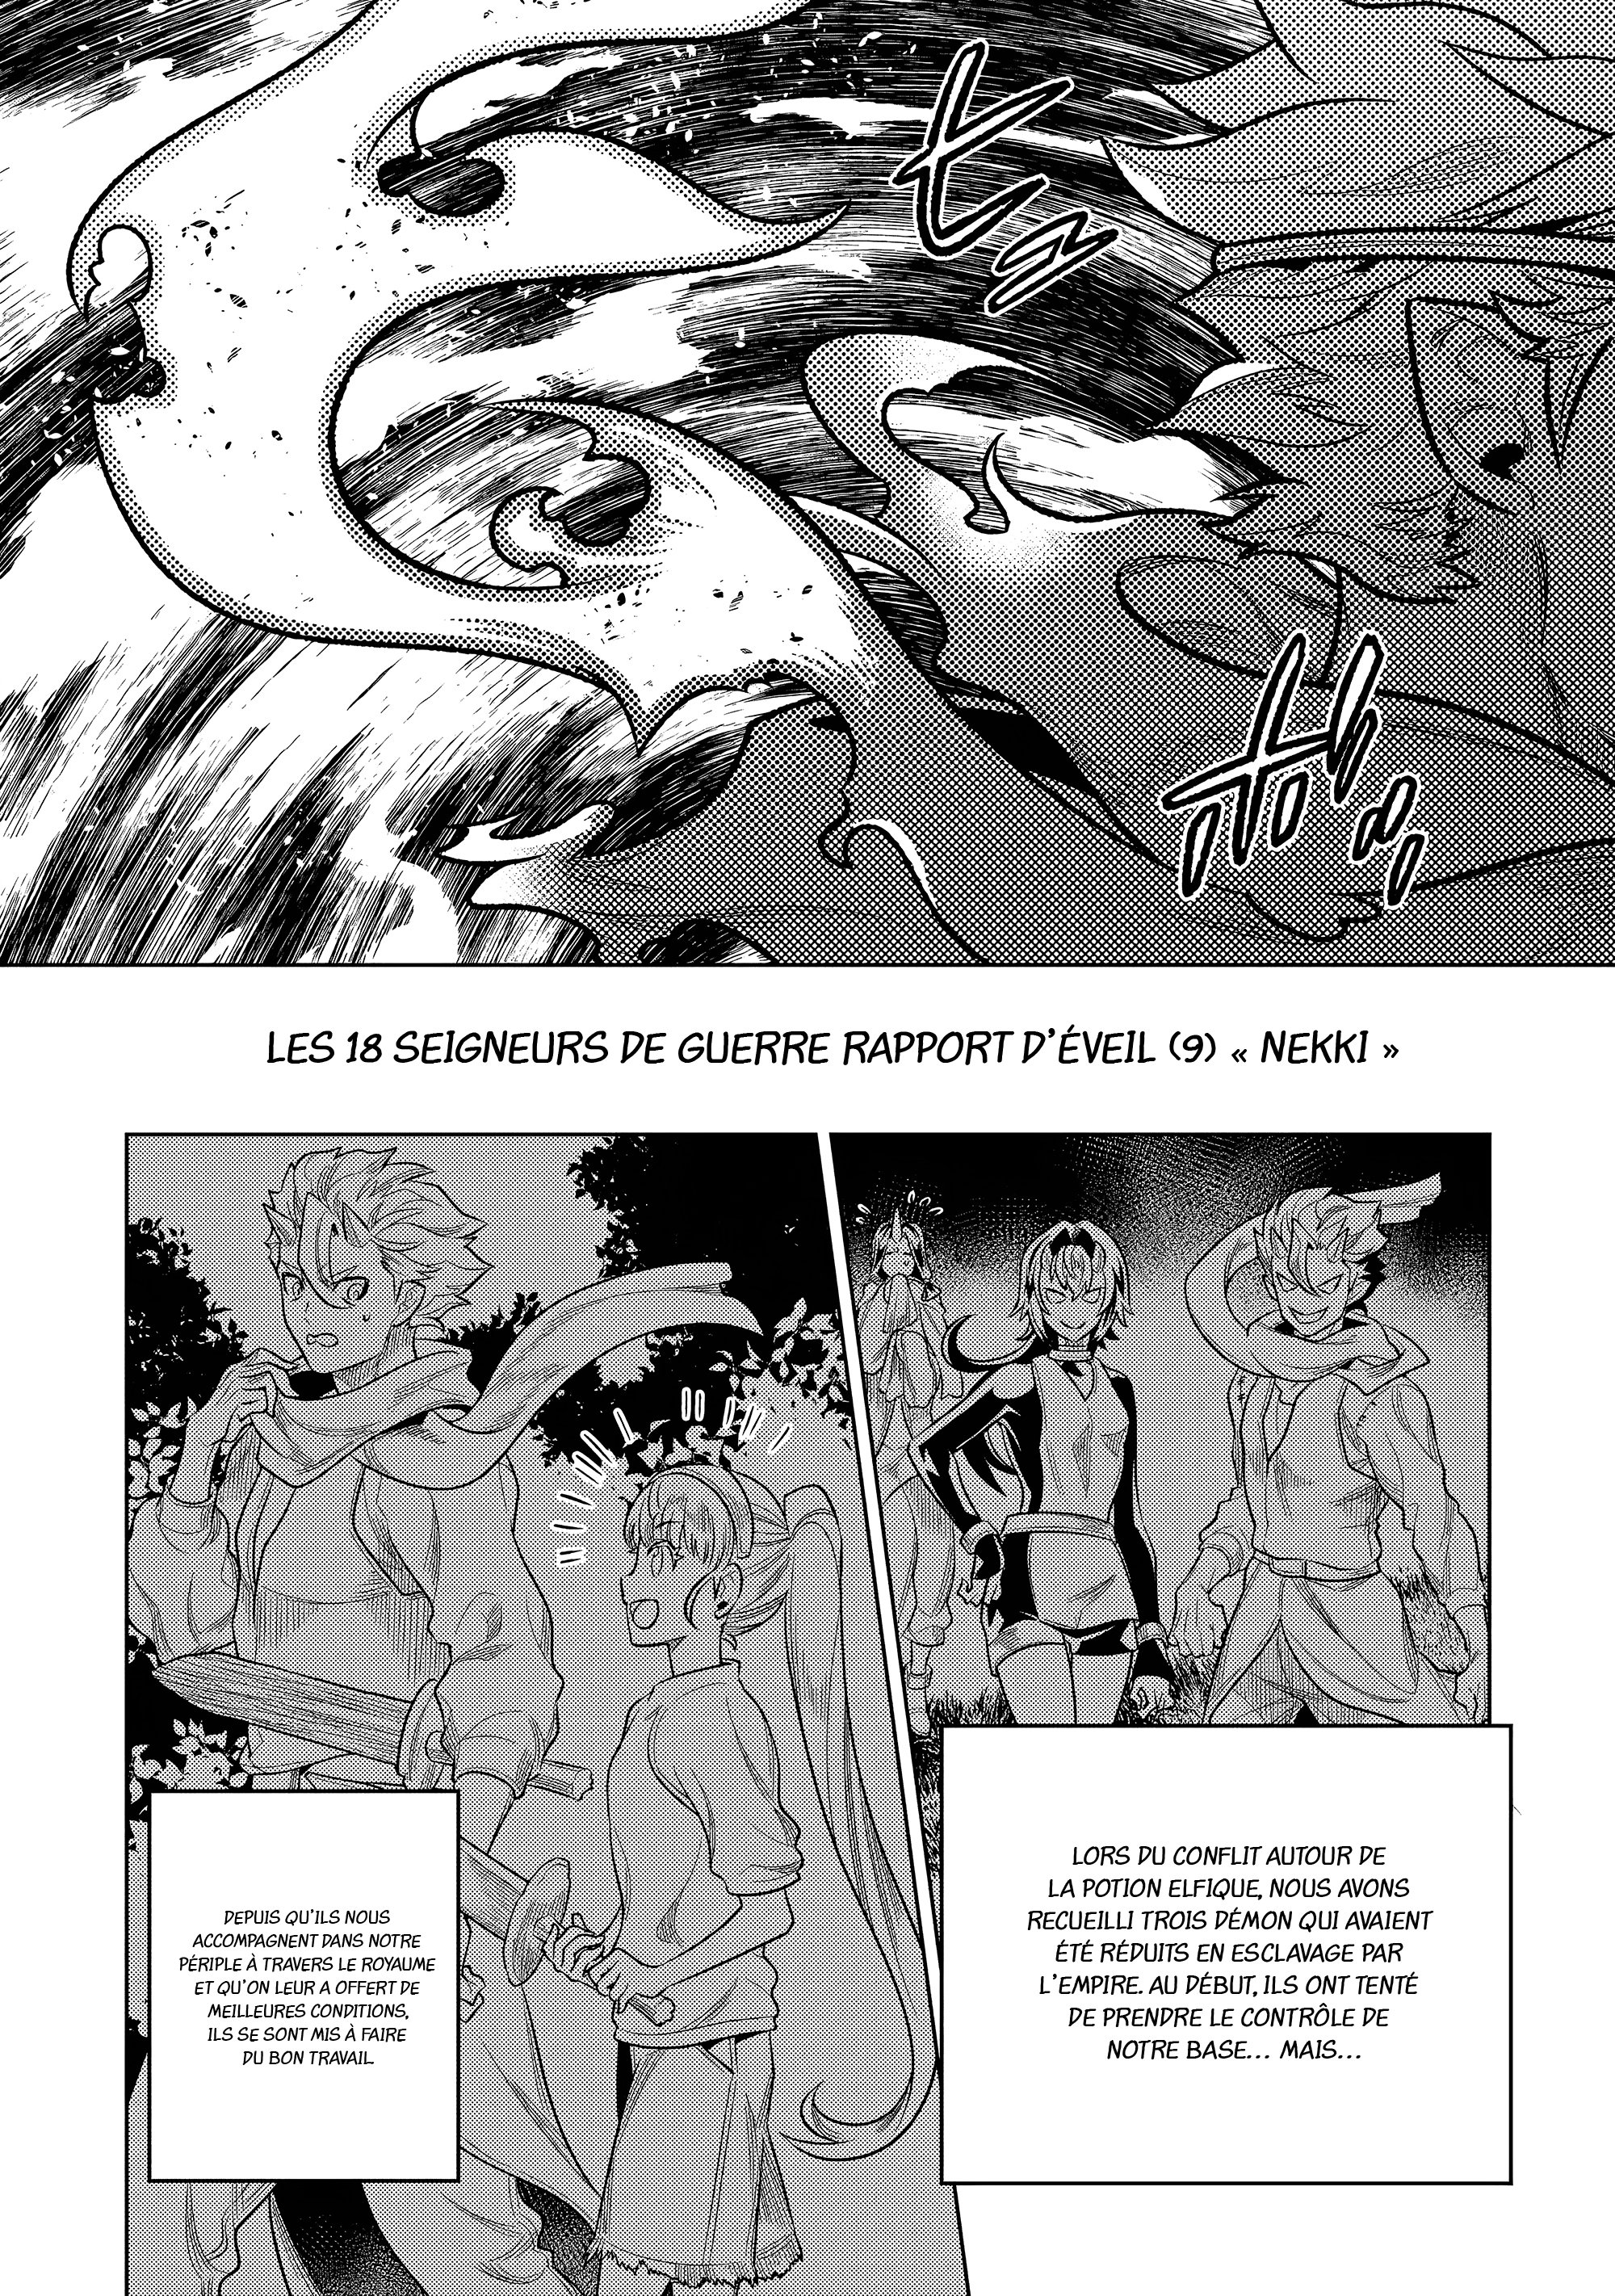 LES 18 SEIGNEURS DE GUERRE RAPPORT D'ÉVEIL (9) « NEKKI »
LORS DU CONFLIT AUTOUR DE
LA POTION ELFIQUE, NOUS AVONS
RECUEILLI TROIS DÉMON QUI AVAIENT
ÉTÉ RÉDUITS EN ESCLAVAGE PAR
L'EMPIRE. AU DÉBUT, ILS ONT TENTÉ
DE PRENDRE LE CONTRÔLE DE
NOTRE BASE... MAIS...
DEPUIS QU'ILS NOUS
ACCOMPAGNENT DANS NOTRE
PÉRIPLE À TRAVERS LE ROYAUME
ET QU'ON LEUR A OFFERT DE
MEILLEURES CONDITIONS,
ILS SE SONT MIS À FAIRE
DU BON TRAVAIL.